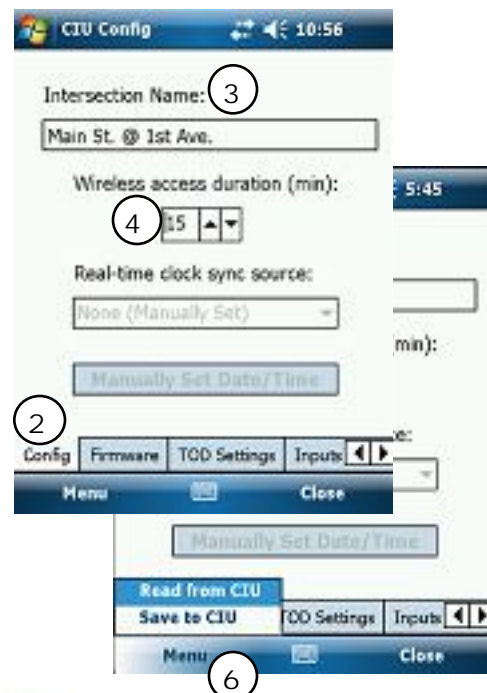 CIU Config 10:56
Intersection Name: 3
Main St. @ 1st Ave.
Wireless access duration (min):
4 15
Real-time clock sync source:
None (Manually Set)
Manually Set Date/Time
2
Config Firmware TOD Settings Inputs
Menu Close
5:45
min):
ce:
Manually Set Date/Time
Read from CIU
Save to CIU TOD Settings Inputs
Menu Close
6